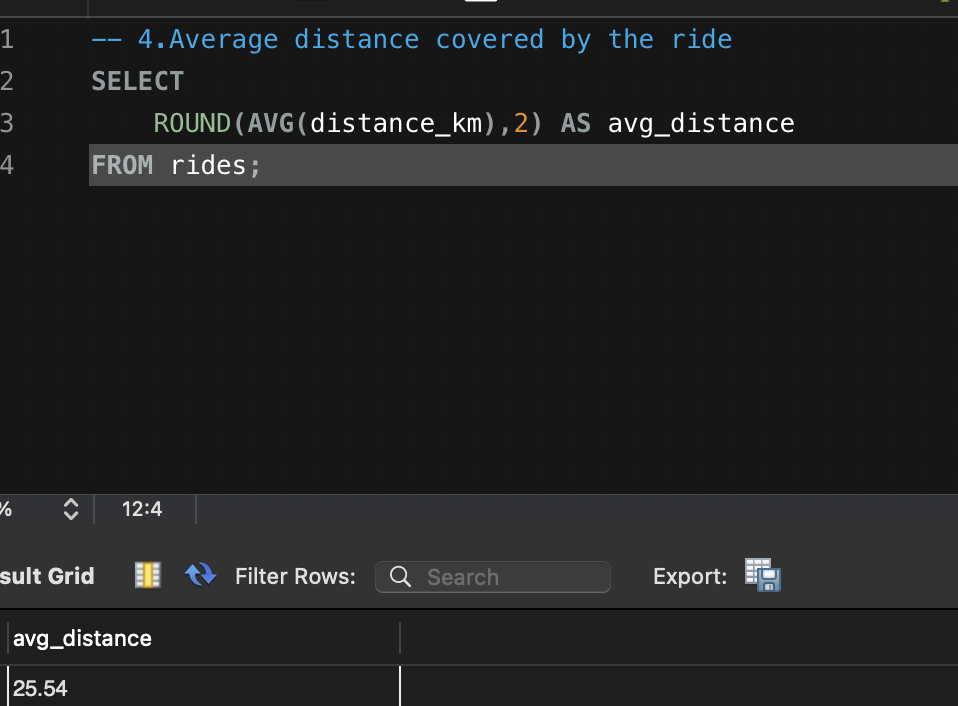 1 -- 4.Average distance covered by the ride
2 SELECT
3 ROUND(AVG(distance_km),2) AS avg_distance
4 FROM rides;
% 12:4
sult Grid Filter Rows: Search Export:
avg_distance
25.54